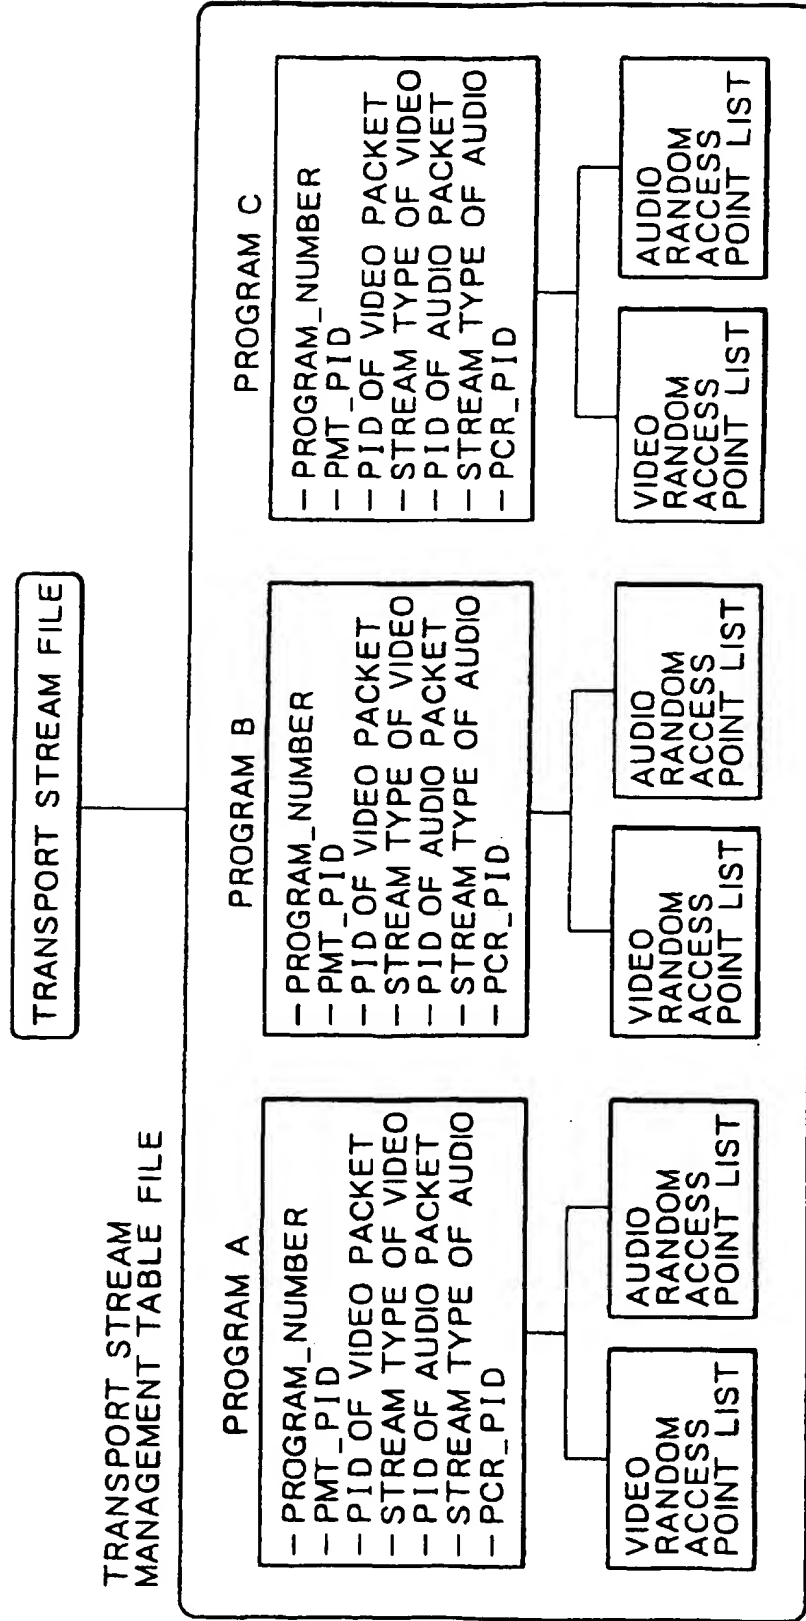 TRANSPORT STREAM FILE
TRANSPORT STREAM
MANAGEMENT TABLE FILE
PROGRAM A
– PROGRAM_NUMBER
– PMT_PID
– PID OF VIDEO PACKET
– STREAM TYPE OF VIDEO
– PID OF AUDIO PACKET
– STREAM TYPE OF AUDIO
– PCR_PID
VIDEO
RANDOM
ACCESS
POINT LIST
AUDIO
RANDOM
ACCESS
POINT LIST
PROGRAM B
– PROGRAM_NUMBER
– PMT_PID
– PID OF VIDEO PACKET
– STREAM TYPE OF VIDEO
– PID OF AUDIO PACKET
– STREAM TYPE OF AUDIO
– PCR_PID
VIDEO
RANDOM
ACCESS
POINT LIST
AUDIO
RANDOM
ACCESS
POINT LIST
PROGRAM C
– PROGRAM_NUMBER
– PMT_PID
– PID OF VIDEO PACKET
– STREAM TYPE OF VIDEO
– PID OF AUDIO PACKET
– STREAM TYPE OF AUDIO
– PCR_PID
VIDEO
RANDOM
ACCESS
POINT LIST
AUDIO
RANDOM
ACCESS
POINT LIST